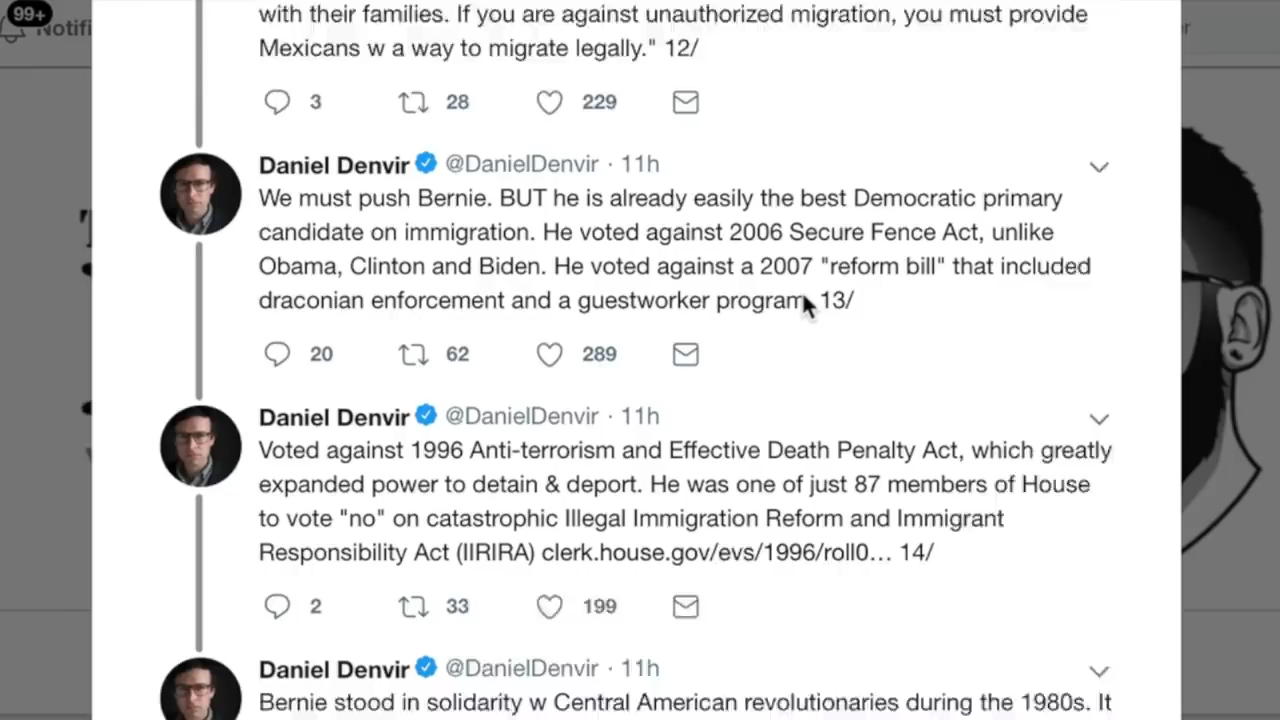 99+
Notifi
with their families. If you are against unauthorized migration, you must provide
Mexicans w a way to migrate legally." 12/
3 28 229
Daniel Denvir @DanielDenvir · 11h
We must push Bernie. BUT he is already easily the best Democratic primary
candidate on immigration. He voted against 2006 Secure Fence Act, unlike
Obama, Clinton and Biden. He voted against a 2007 "reform bill" that included
draconian enforcement and a guestworker program 13/
20 62 289
Daniel Denvir @DanielDenvir · 11h
Voted against 1996 Anti-terrorism and Effective Death Penalty Act, which greatly
expanded power to detain & deport. He was one of just 87 members of House
to vote "no" on catastrophic Illegal Immigration Reform and Immigrant
Responsibility Act (IIRIRA) clerk.house.gov/evs/1996/roll0… 14/
2 33 199
Daniel Denvir @DanielDenvir · 11h
Bernie stood in solidarity w Central American revolutionaries during the 1980s. It